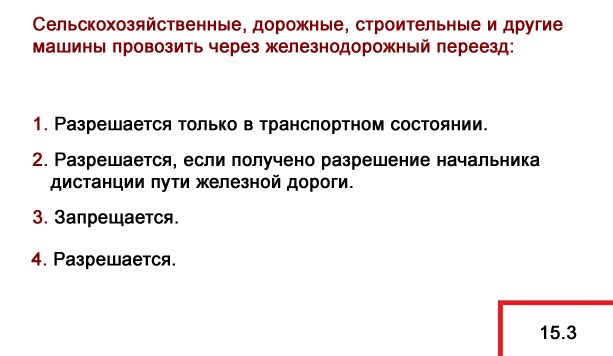 Сельскохозяйственные, дорожные, строительные и другие
машины провозить через железнодорожный переезд:
1. Разрешается только в транспортном состоянии.
2. Разрешается, если получено разрешение начальника
дистанции пути железной дороги.
3. Запрещается.
4. Разрешается.
15.3